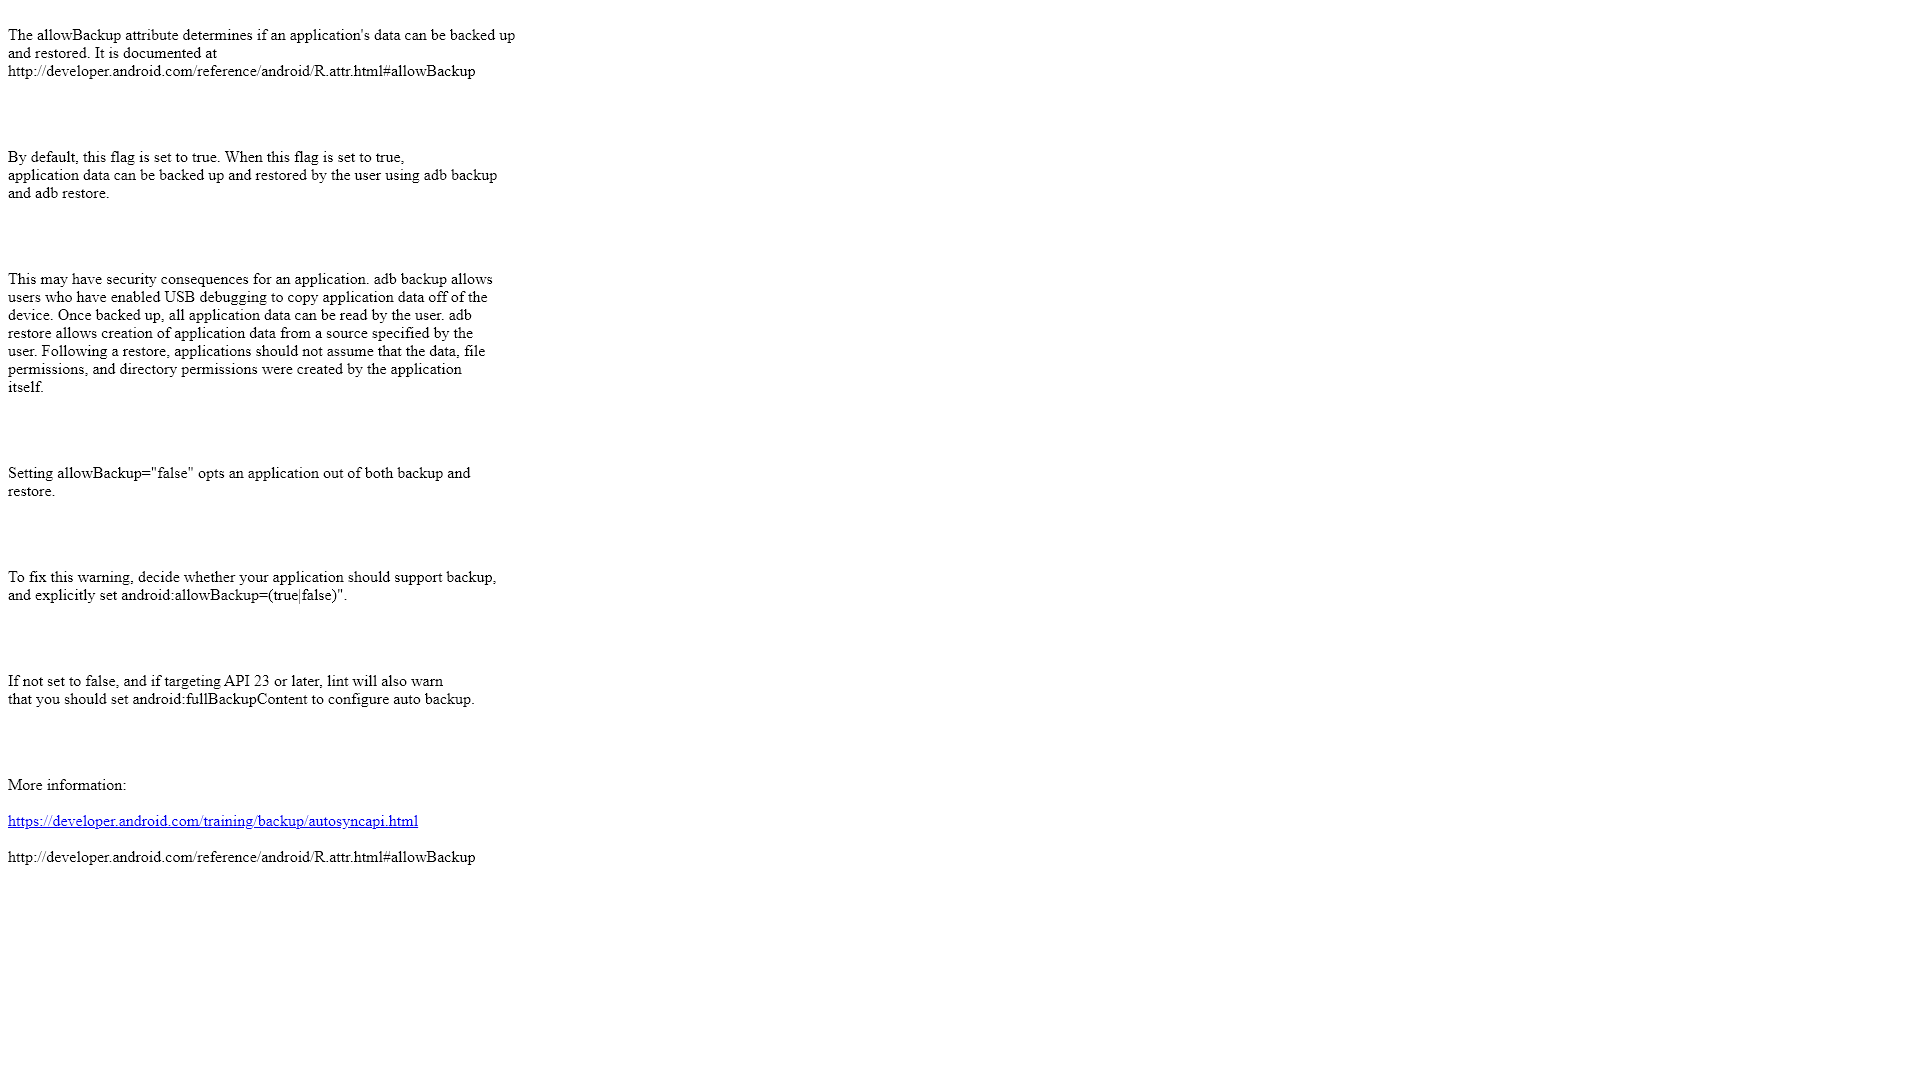 The allowBackup attribute determines if an application's data can be backed up
and restored. It is documented at
http://developer.android.com/reference/android/R.attr.html#allowBackup
By default, this flag is set to true. When this flag is set to true,
application data can be backed up and restored by the user using adb backup
and adb restore.
This may have security consequences for an application. adb backup allows
users who have enabled USB debugging to copy application data off of the
device. Once backed up, all application data can be read by the user. adb
restore allows creation of application data from a source specified by the
user. Following a restore, applications should not assume that the data, file
permissions, and directory permissions were created by the application
itself.
Setting allowBackup="false" opts an application out of both backup and
restore.
To fix this warning, decide whether your application should support backup,
and explicitly set android:allowBackup=(true|false)".
If not set to false, and if targeting API 23 or later, lint will also warn
that you should set android:fullBackupContent to configure auto backup.
More information:
https://developer.android.com/training/backup/autosyncapi.html
http://developer.android.com/reference/android/R.attr.html#allowBackup